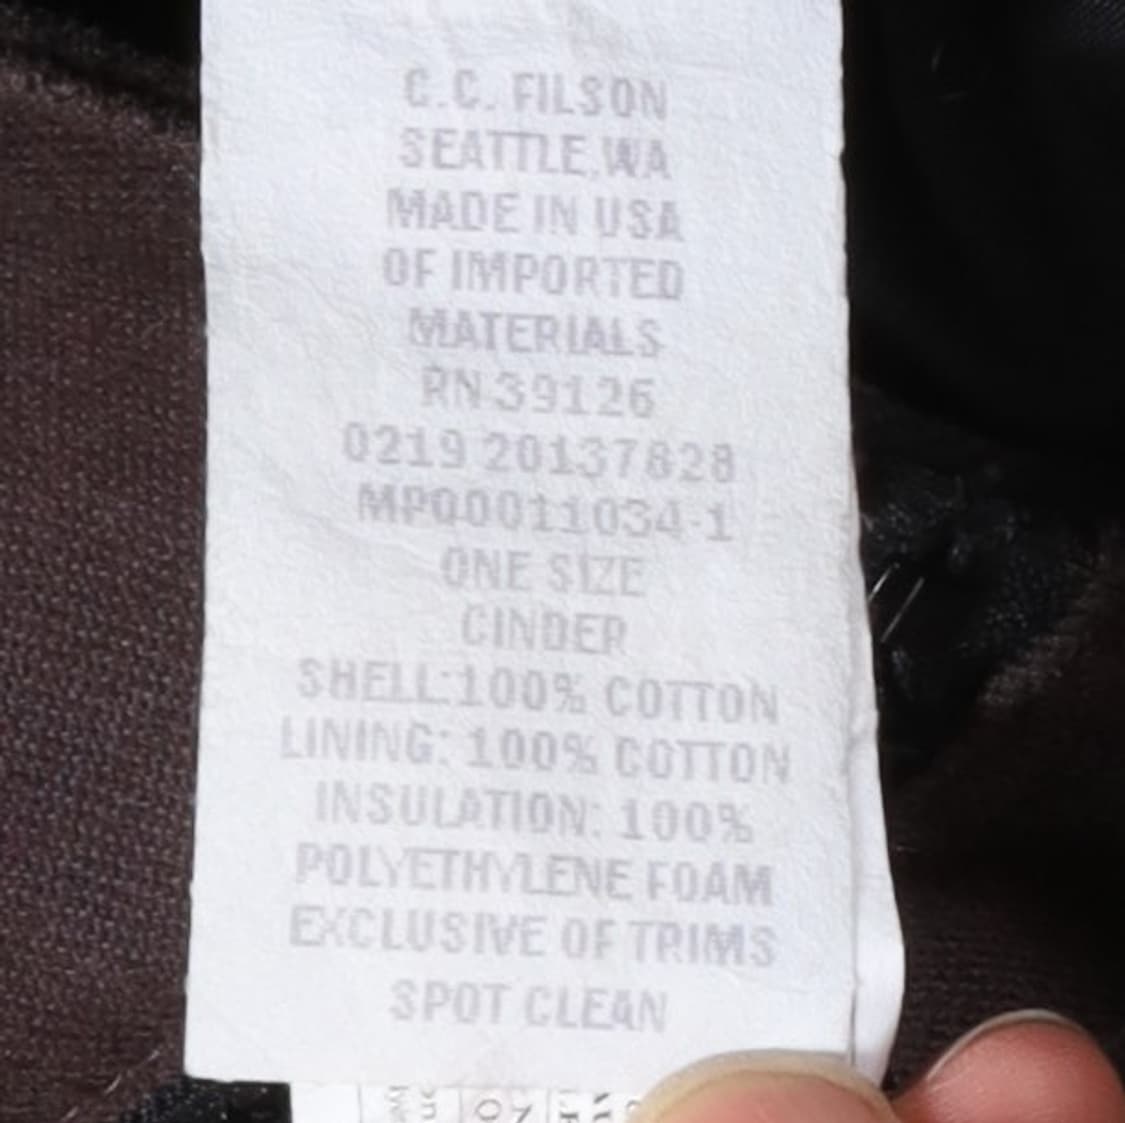 C.C. FILSON
SEATTLE,WA
MADE IN USA
OF IMPORTED
MATERIALS
RN 39126
0219 20137828
MP00011034-1
ONE SIZE
CINDER
SHELL:100% COTTON
LINING: 100% COTTON
INSULATION: 100%
POLYETHYLENE FOAM
EXCLUSIVE OF TRIMS
SPOT CLEAN